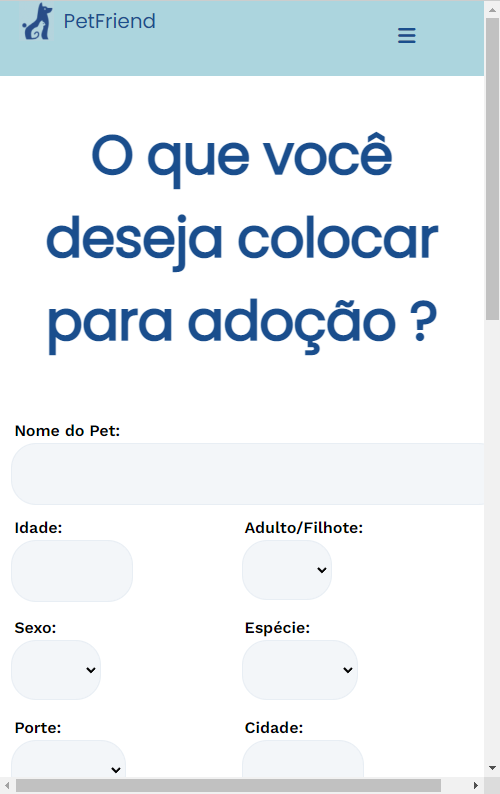 PetFriend
O que você
deseja colocar
para adoção ?
Nome do Pet:
Idade:
Adulto/Filhote:
Sexo:
Espécie:
Porte:
Cidade: